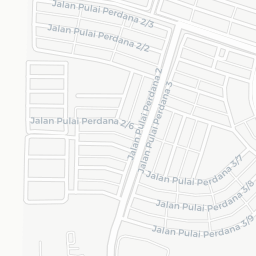 Jalan Pulai Perdana 2/3
Jalan Pulai Perdana 2/2
Jalan Pulai Perdana 2
Jalan Pulai Perdana 3
Jalan Pulai Perdana 2/6
Jalan Pulai Perdana 3/7
Jalan Pulai Perdana 3/8
Jalan Pulai Perdana 3/9